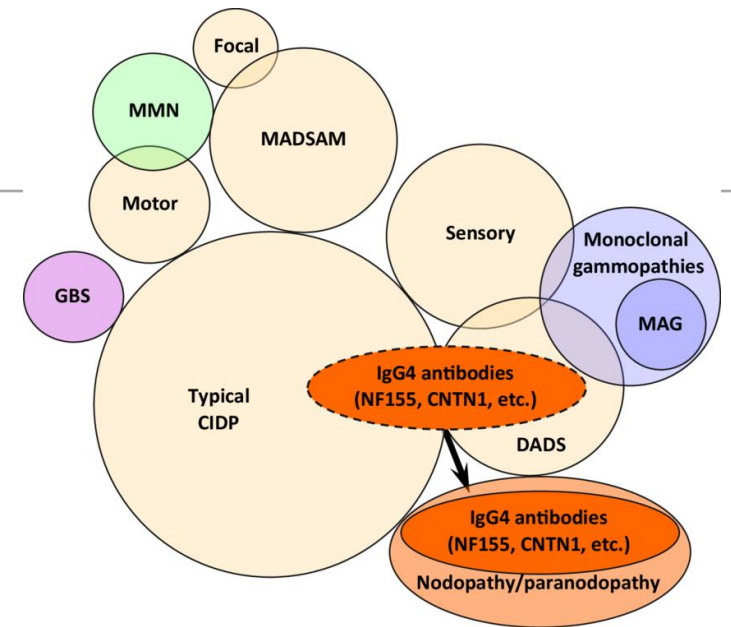 Focal
MMN
MADSAM
Motor
Sensory
Monoclonal
gammopathies
GBS
MAG
IgG4 antibodies
(NF155, CNTN1, etc.)
Typical
CIDP
DADS
IgG4 antibodies
(NF155, CNTN1, etc.)
Nodopathy/paranodopathy